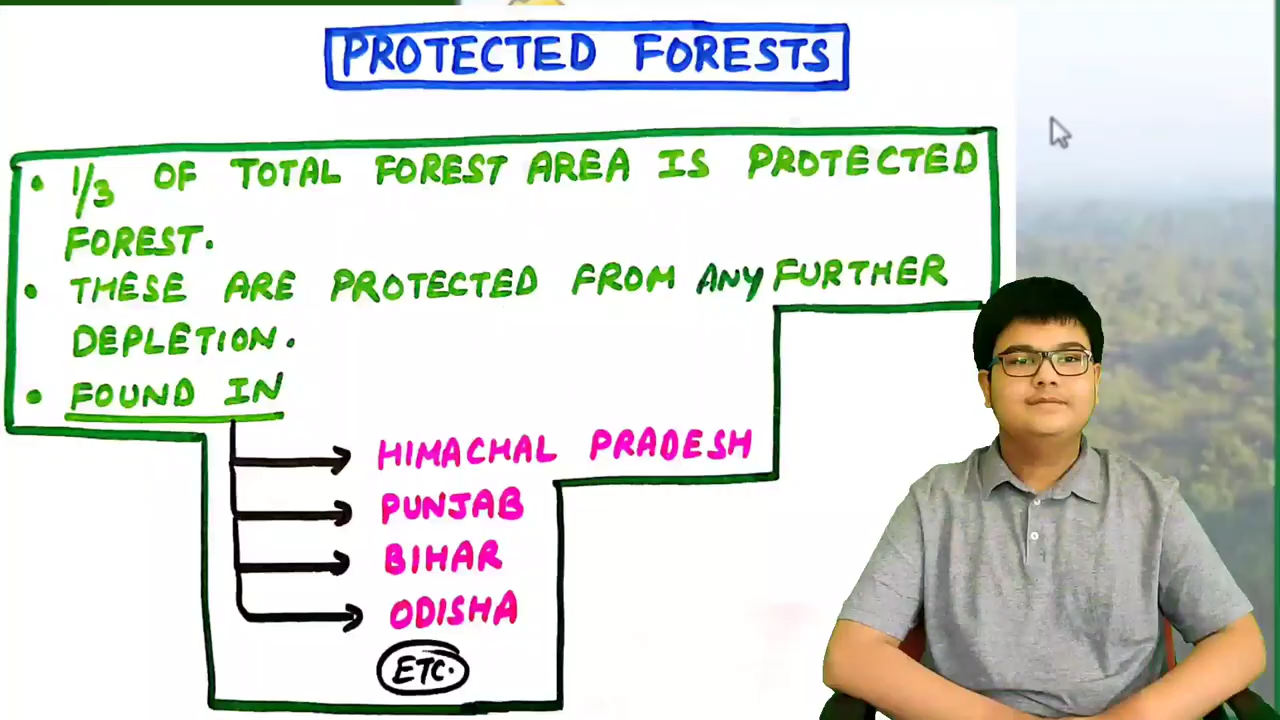 PROTECTED FORESTS
• 1/3 OF TOTAL FOREST AREA IS PROTECTED
FOREST.
• THESE ARE PROTECTED FROM ANY FURTHER
DEPLETION.
• FOUND IN
HIMACHAL PRADESH
PUNJAB
BIHAR
ODISHA
ETC.